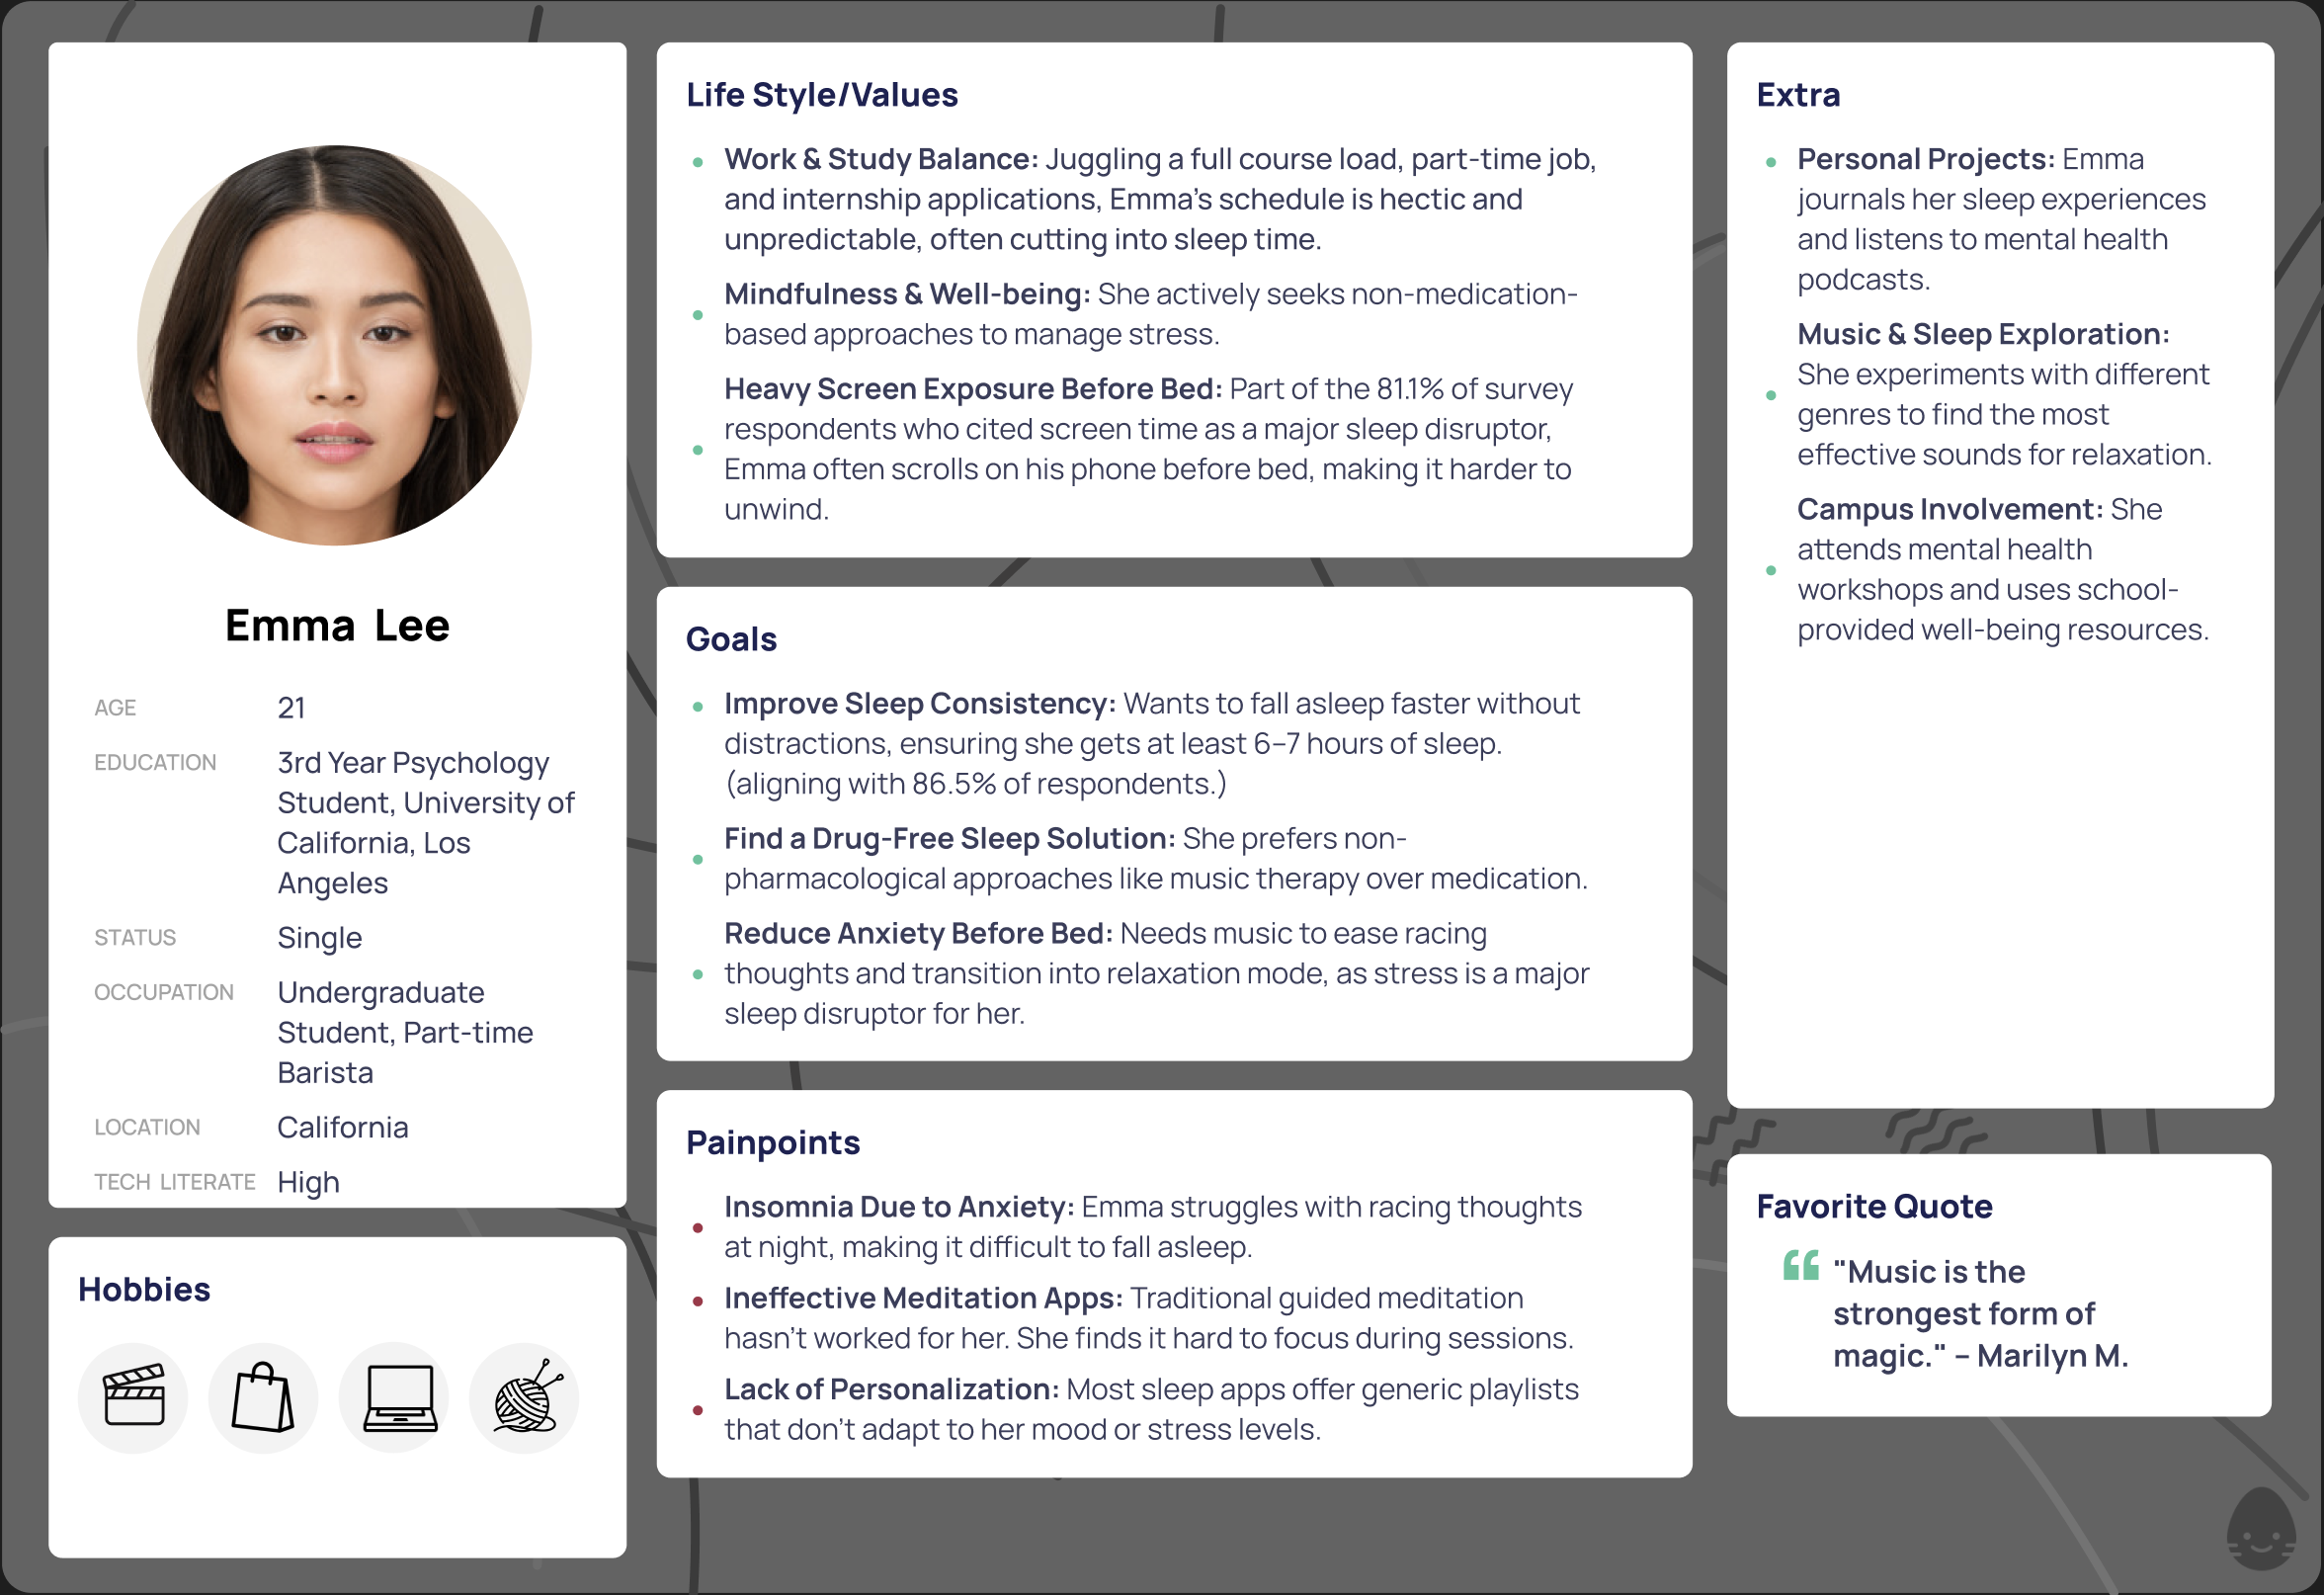 Emma Lee
AGE 21
EDUCATION 3rd Year Psychology
Student, University of
California, Los
Angeles
STATUS Single
OCCUPATION Undergraduate
Student, Part-time
Barista
LOCATION California
TECH LITERATE High
Hobbies
Life Style/Values
Work & Study Balance: Juggling a full course load, part-time job,
and internship applications, Emma’s schedule is hectic and
unpredictable, often cutting into sleep time.
Mindfulness & Well-being: She actively seeks non-medication-
based approaches to manage stress.
Heavy Screen Exposure Before Bed: Part of the 81.1% of survey
respondents who cited screen time as a major sleep disruptor,
Emma often scrolls on his phone before bed, making it harder to
unwind.
Goals
Improve Sleep Consistency: Wants to fall asleep faster without
distractions, ensuring she gets at least 6–7 hours of sleep.
(aligning with 86.5% of respondents.)
Find a Drug-Free Sleep Solution: She prefers non-
pharmacological approaches like music therapy over medication.
Reduce Anxiety Before Bed: Needs music to ease racing
thoughts and transition into relaxation mode, as stress is a major
sleep disruptor for her.
Painpoints
Insomnia Due to Anxiety: Emma struggles with racing thoughts
at night, making it difficult to fall asleep.
Ineffective Meditation Apps: Traditional guided meditation
hasn’t worked for her. She finds it hard to focus during sessions.
Lack of Personalization: Most sleep apps offer generic playlists
that don’t adapt to her mood or stress levels.
Extra
Personal Projects: Emma
journals her sleep experiences
and listens to mental health
podcasts.
Music & Sleep Exploration:
She experiments with different
genres to find the most
effective sounds for relaxation.
Campus Involvement: She
attends mental health
workshops and uses school-
provided well-being resources.
Favorite Quote
"Music is the
strongest form of
magic." – Marilyn M.